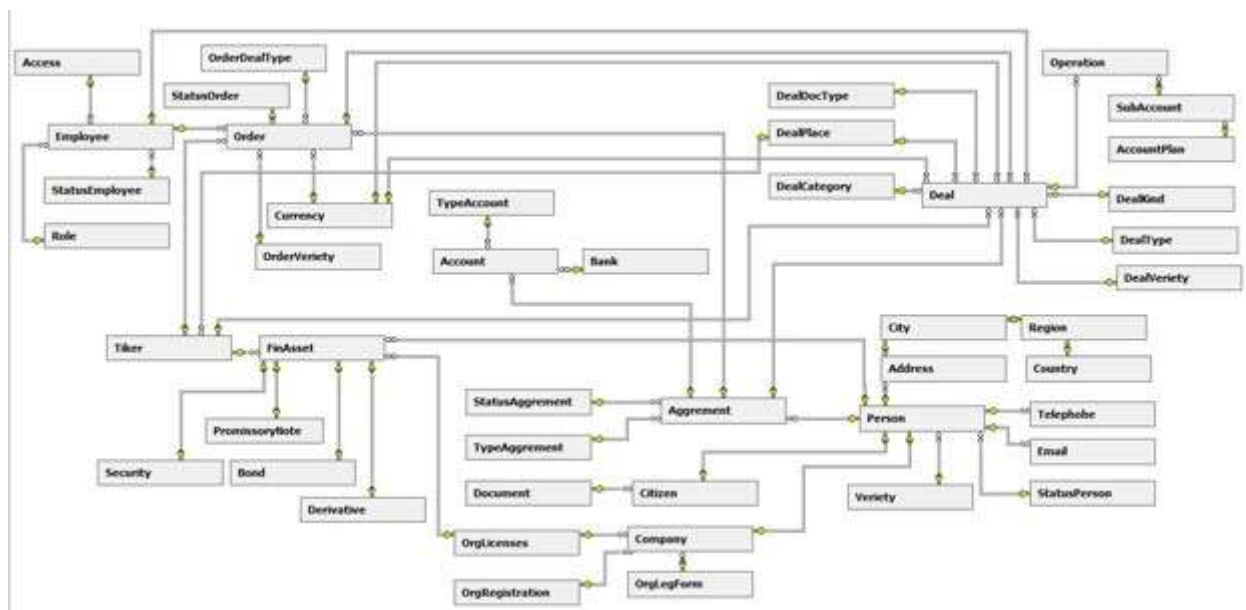 Access
OrderDealType
StatusOrder
Employee
Order
StatusEmployee
Role
Currency
OrderVeriety
TypeAccount
Account
Bank
Operation
SubAccount
AccountPlan
DealDocType
DealPlace
DealCategory
Deal
DealKnd
DealType
DealVeriety
Tiker
FinAsset
PromissoryNote
Security
Bond
Derivative
City
Region
Address
Country
StatusAggrement
Aggrement
Person
Telephobe
TypeAggrement
Email
Document
Citizen
Veriety
StatusPerson
OrgLicenses
Company
OrgRegistration
OrgLegForm